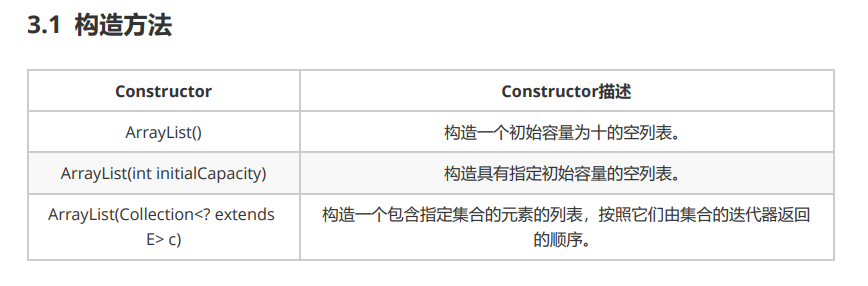 3.1 构造方法
Constructor
Constructor描述
ArrayList()
构造一个初始容量为十的空列表。
ArrayList(int initialCapacity)
构造具有指定初始容量的空列表。
ArrayList(Collection<? extends
E> c)
构造一个包含指定集合的元素的列表，按照它们由集合的迭代器返回
的顺序。